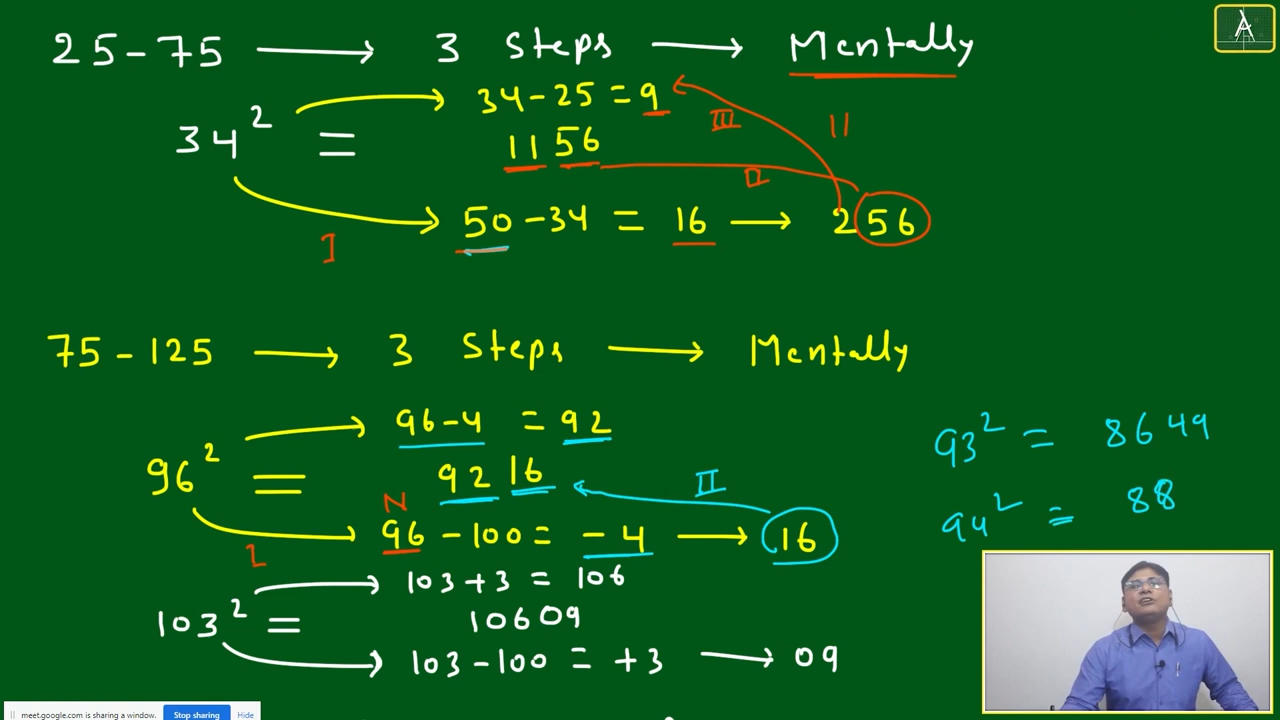 25-75 → 3 Steps → Mentally
34-25 = 9
III
11
34² =
1156
II
50-34 = 16 → 256
I
75-125 → 3 Steps → Mentally
96-4 = 92
93² = 8649
96² =
9216
II
N
94² = 88
96-100 = -4 → 16
I
103+3 = 106
103² =
10609
103-100 = +3 → 09
meet.google.com is sharing a window. Stop sharing Hide